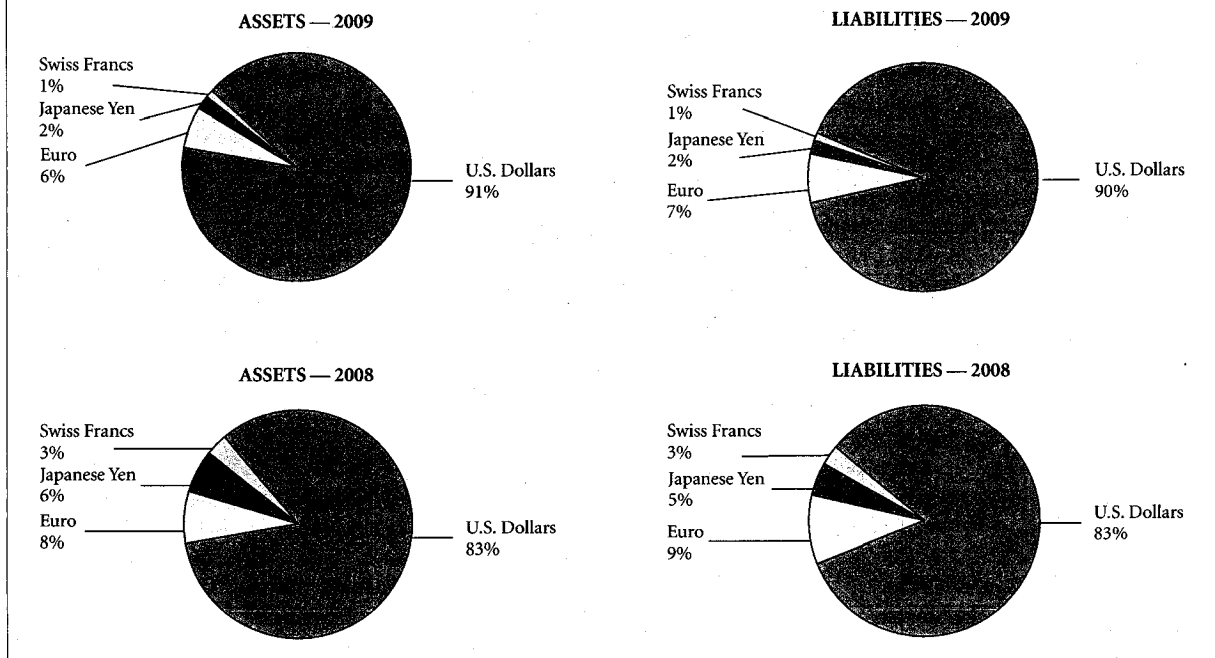 ASSETS — 2009
Swiss Francs
1%
Japanese Yen
2%
Euro
6%
U.S. Dollars
91%
LIABILITIES — 2009
Swiss Francs
1%
Japanese Yen
2%
Euro
7%
U.S. Dollars
90%
ASSETS — 2008
Swiss Francs
3%
Japanese Yen
6%
Euro
8%
U.S. Dollars
83%
LIABILITIES — 2008
Swiss Francs
3%
Japanese Yen
5%
Euro
9%
U.S. Dollars
83%